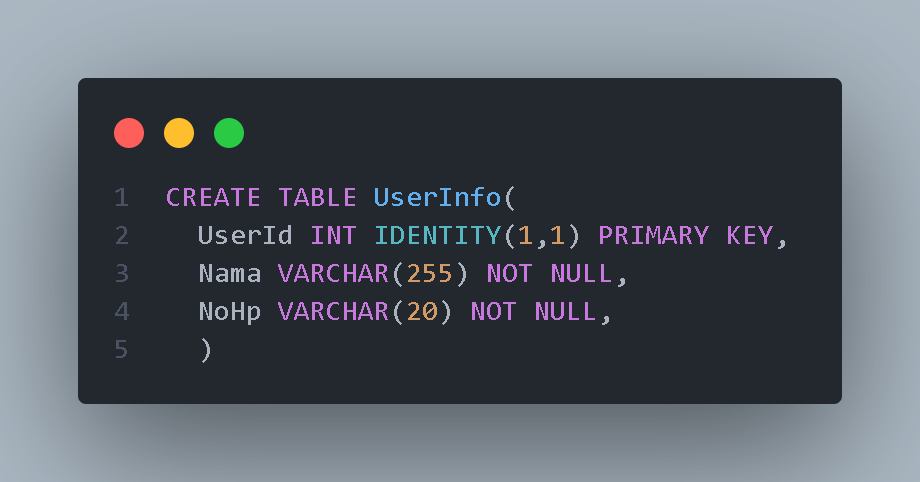 1 CREATE TABLE UserInfo(
2 UserId INT IDENTITY(1,1) PRIMARY KEY,
3 Nama VARCHAR(255) NOT NULL,
4 NoHp VARCHAR(20) NOT NULL,
5 )